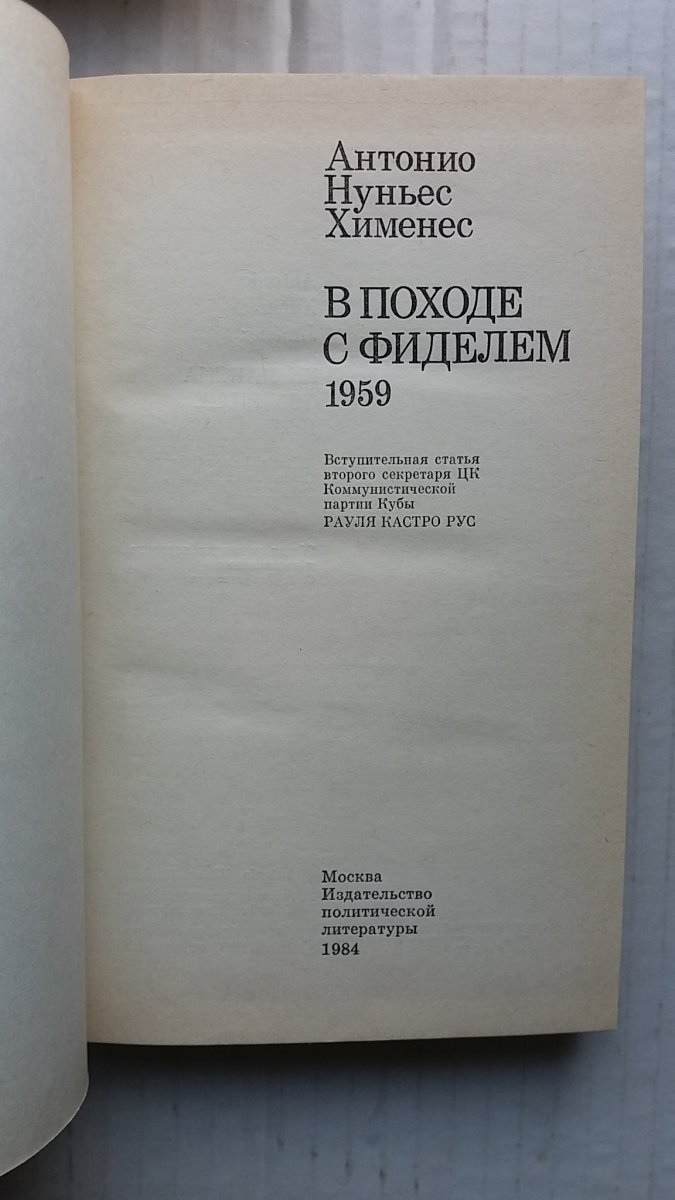 Антонио
Нуньес
Хименес
В ПОХОДЕ
С ФИДЕЛЕМ
1959
Вступительная статья
второго секретаря ЦК
Коммунистической
партии Кубы
РАУЛЯ КАСТРО РУС
Москва
Издательство
политической
литературы
1984